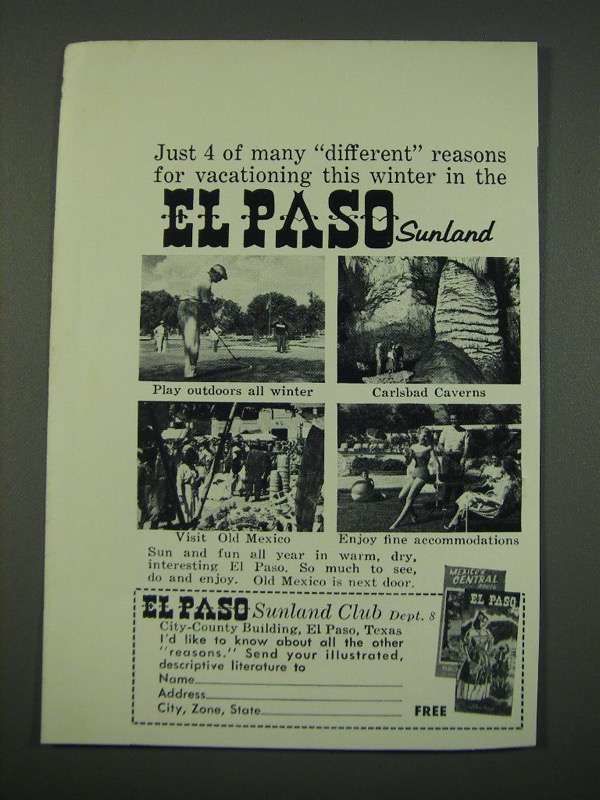 Just 4 of many "different" reasons
for vacationing this winter in the
EL PASO Sunland
Play outdoors all winter
Carlsbad Caverns
Visit Old Mexico
Enjoy fine accommodations
Sun and fun all year in warm, dry,
interesting El Paso. So much to see,
do and enjoy. Old Mexico is next door.
EL PASO Sunland Club Dept. 8
City-County Building, El Paso, Texas
I'd like to know about all the other
"reasons." Send your illustrated,
descriptive literature to
Name
Address
City, Zone, State
FREE
MEXICO'S
CENTRAL
EL PASO